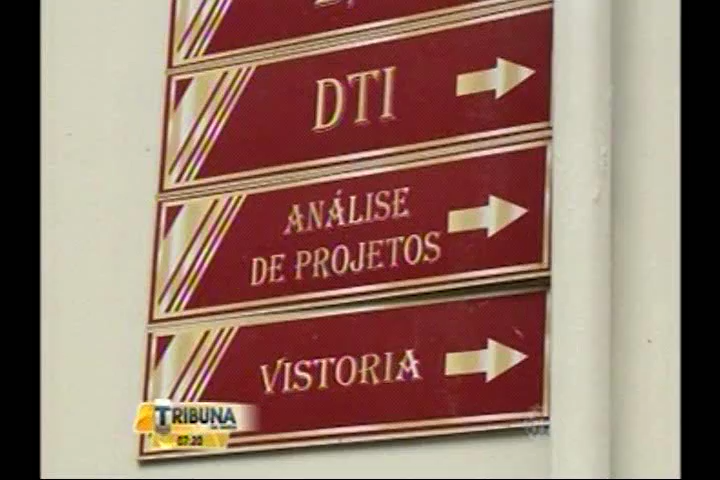 DTI
ANÁLISE
DE PROJETOS
VISTORIA
TRIBUNA
07:20